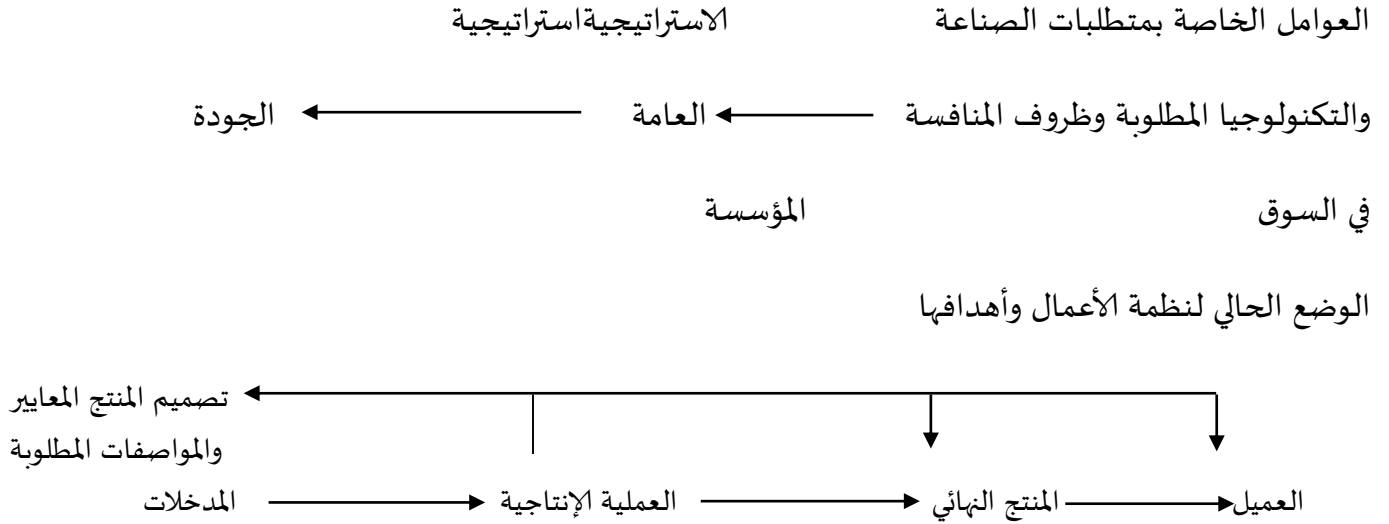 العوامل الخاصة بمتطلبات الصناعة الاستراتيجيةاستراتيجية
والتكنولوجيا المطلوبة وظروف المنافسة العامة الجودة
في السوق المؤسسة
الوضع الحالي لنظمة الأعمال وأهدافها
تصميم المنتج المعايير
والمواصفات المطلوبة
العميل المنتج النهائي العملية الإنتاجية المدخلات